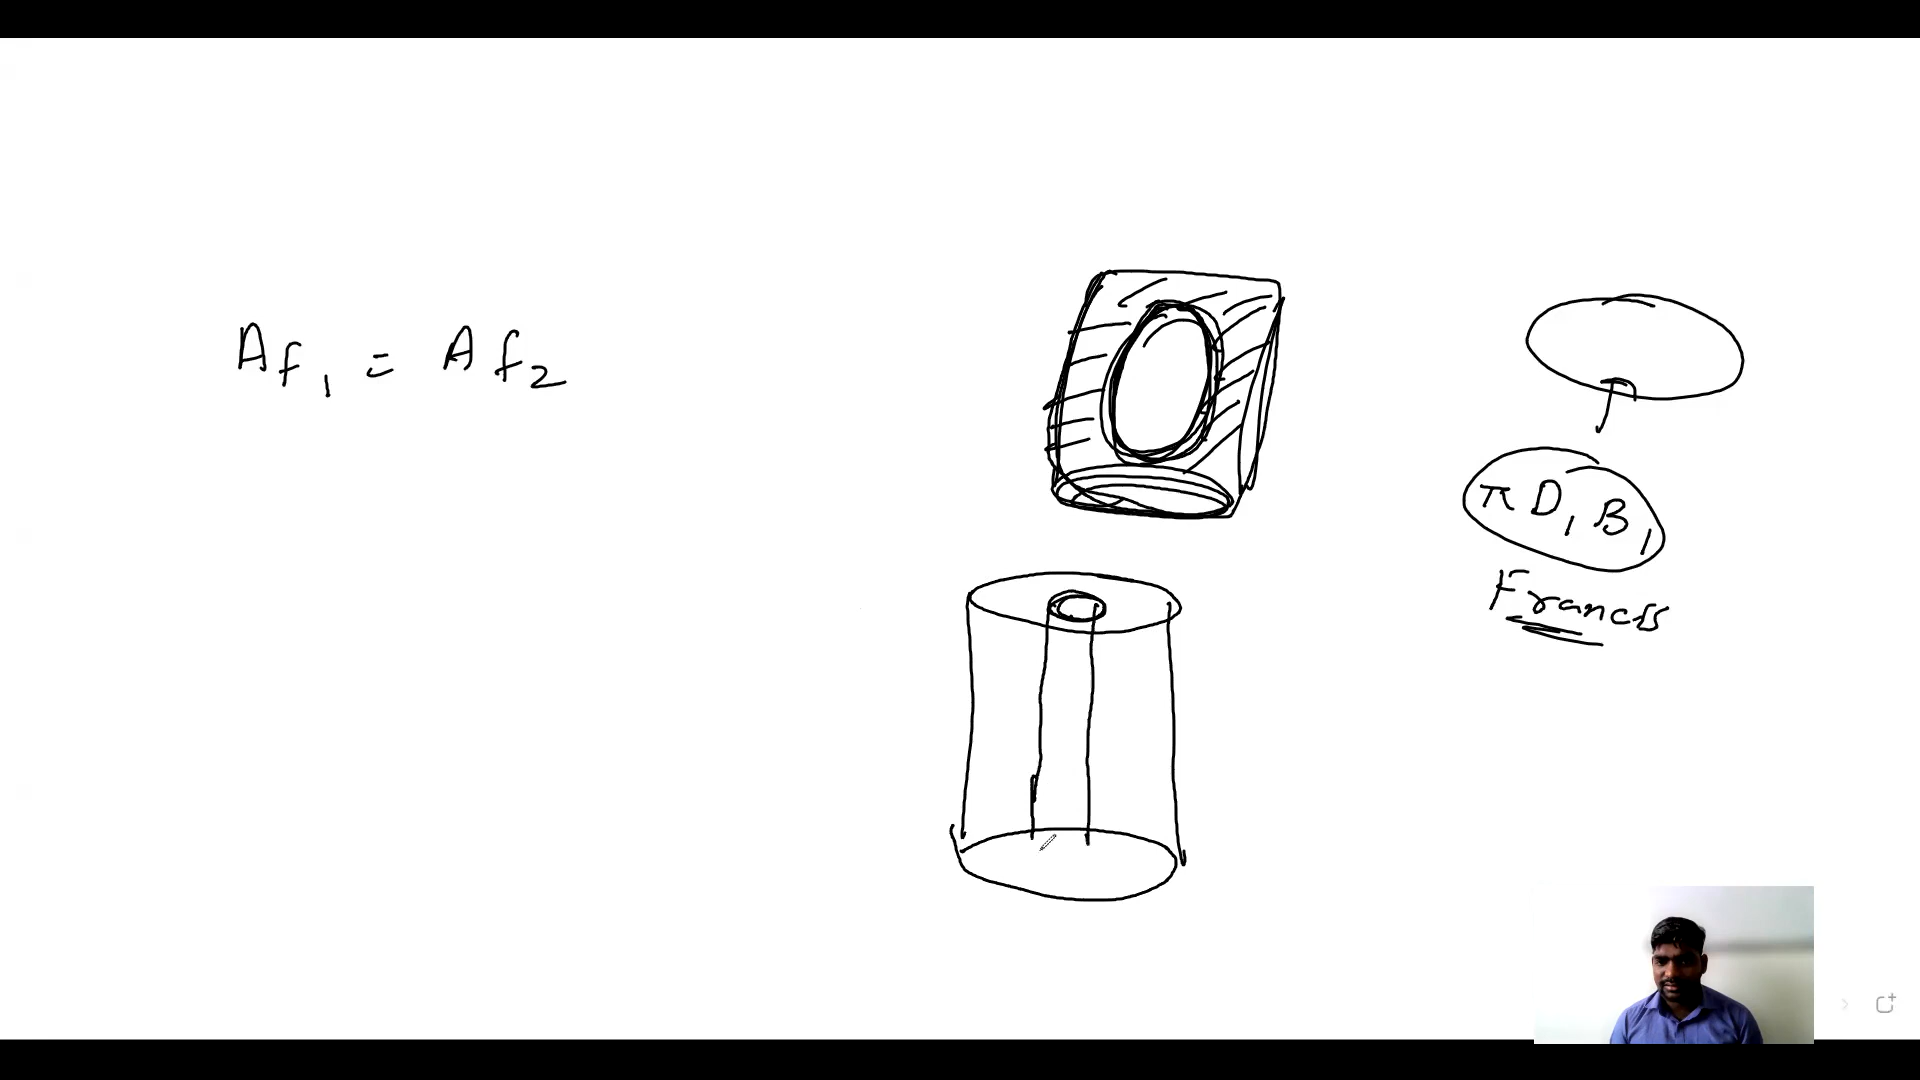 Af₁ = Af₂
πD₁B₁
Francis